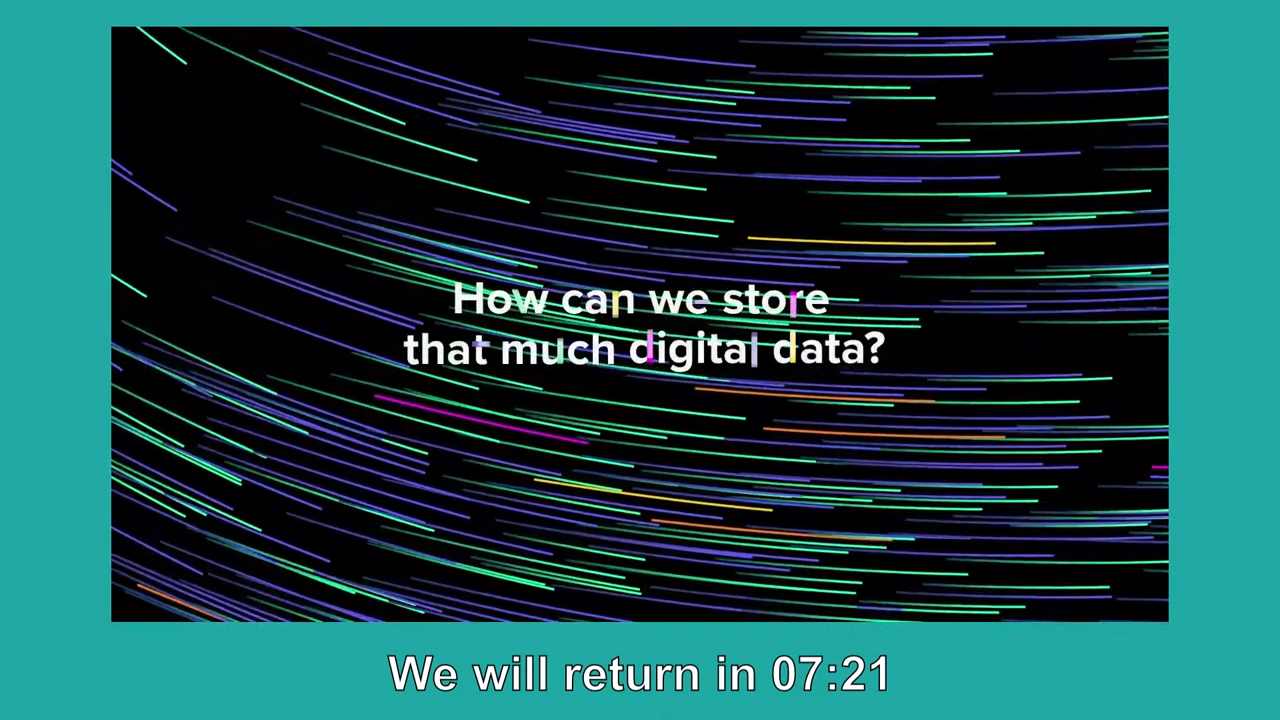 How can we store
that much digital data?
We will return in 07:21